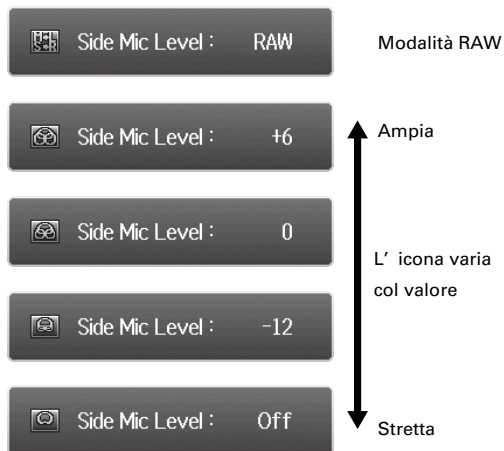 Side Mic Level : RAW Modalità RAW
Side Mic Level : +6 Ampia
Side Mic Level : 0
L' icona varia
col valore
Side Mic Level : -12
Side Mic Level : Off Stretta